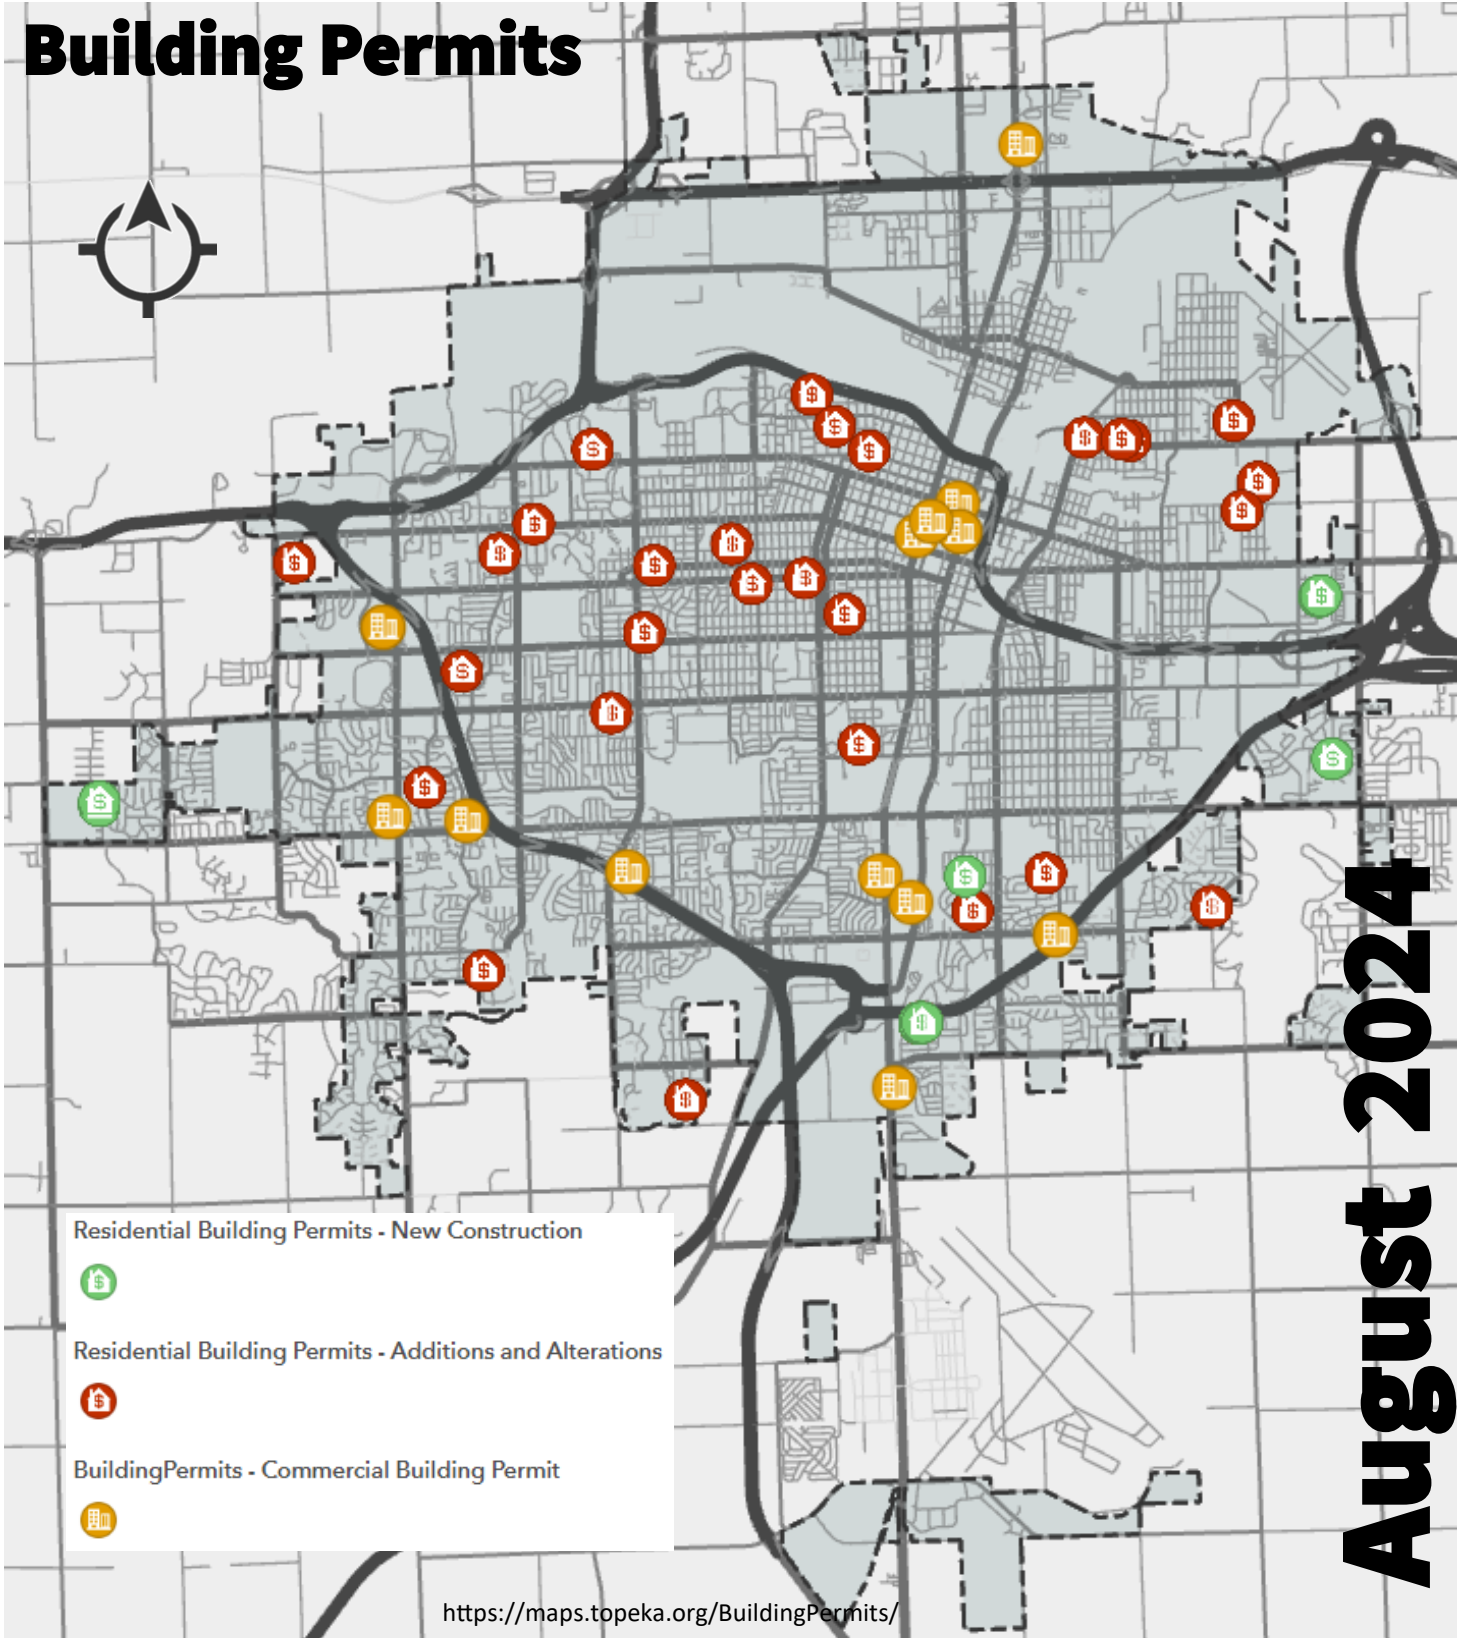 Building Permits
August 2024
Residential Building Permits - New Construction
Residential Building Permits - Additions and Alterations
BuildingPermits - Commercial Building Permit
https://maps.topeka.org/BuildingPermits/